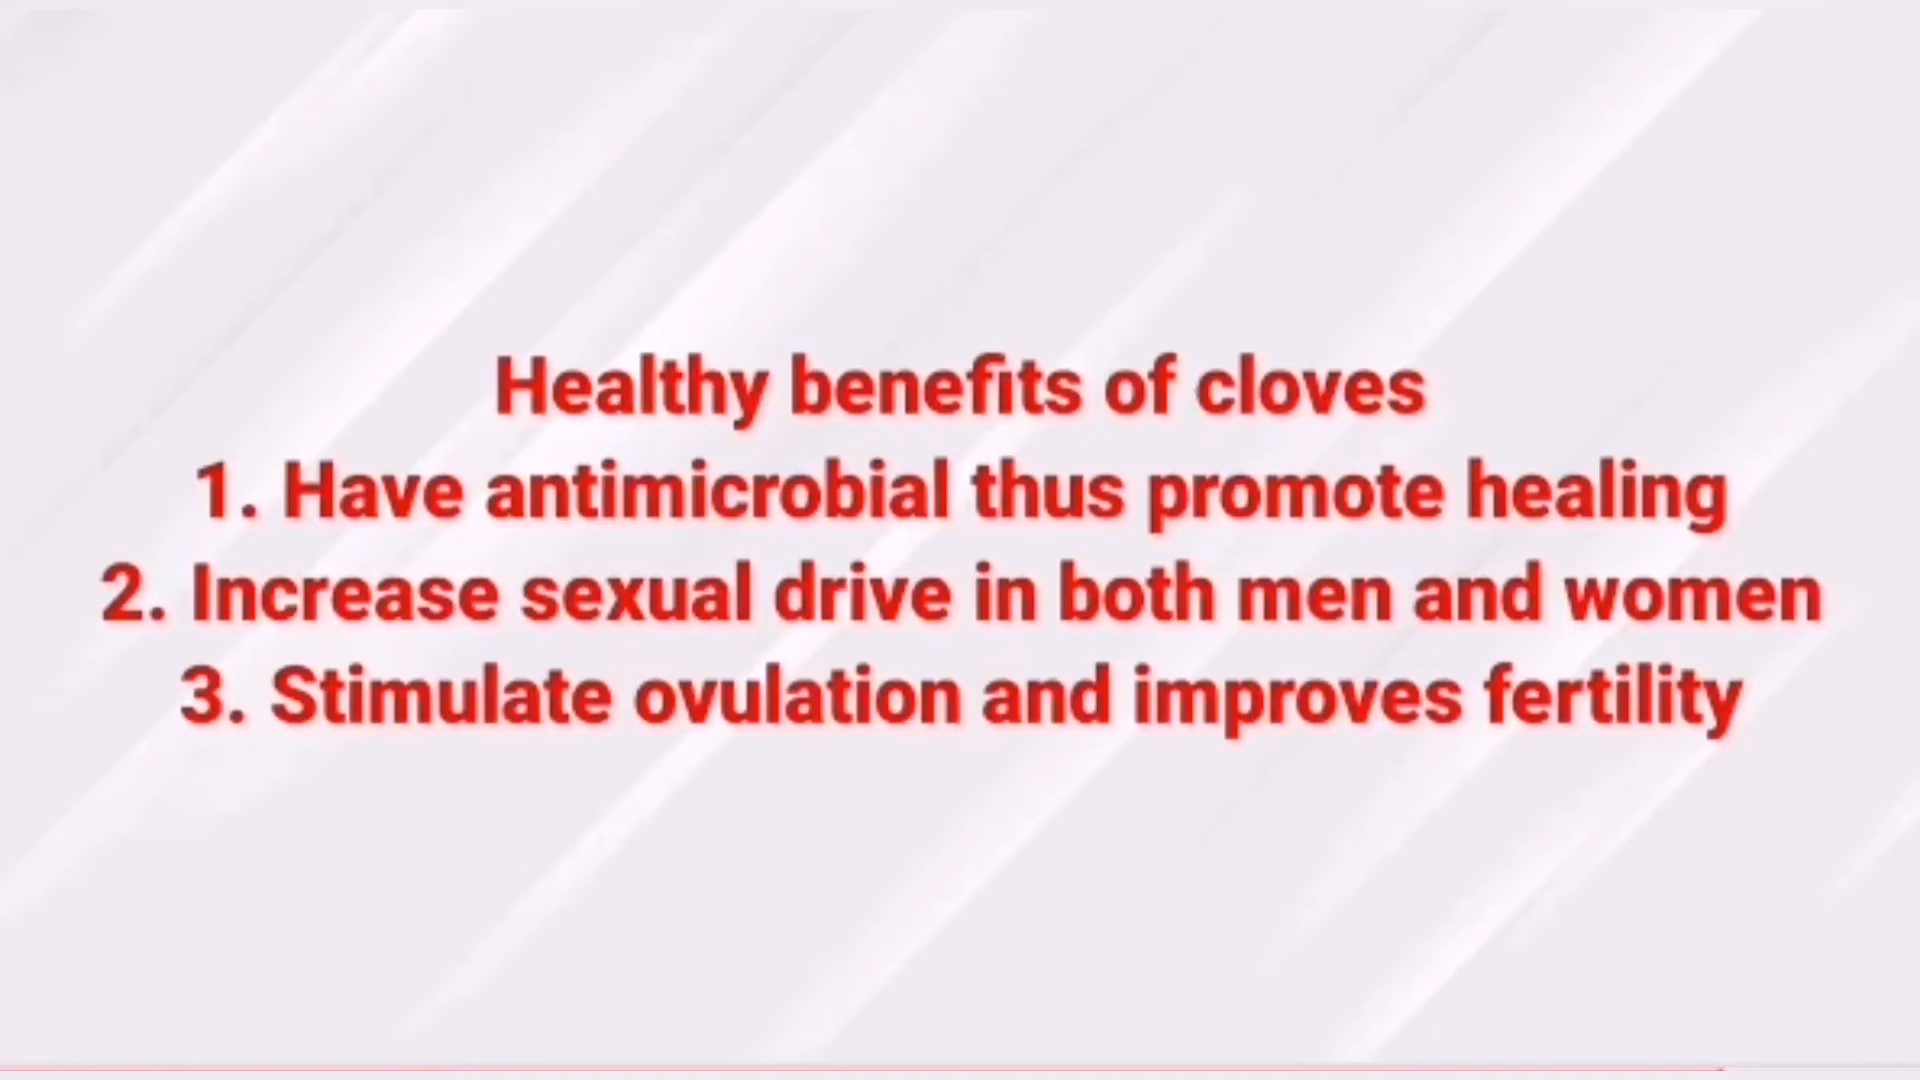 Healthy benefits of cloves
1. Have antimicrobial thus promote healing
2. Increase sexual drive in both men and women
3. Stimulate ovulation and improves fertility